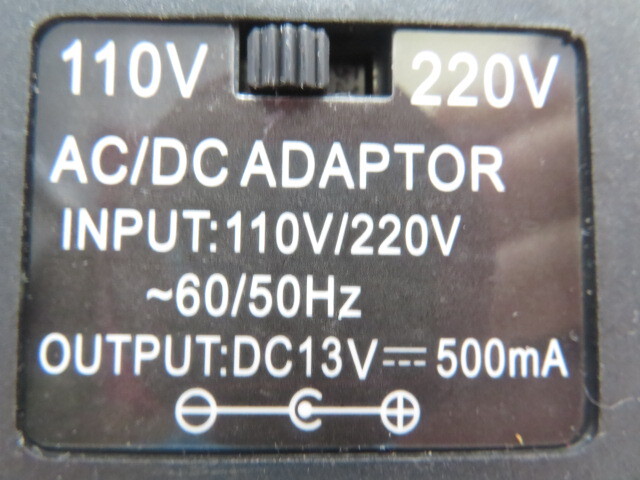 110V 220V
AC/DC ADAPTOR
INPUT:110V/220V
~60/50Hz
OUTPUT:DC13V⎓500mA